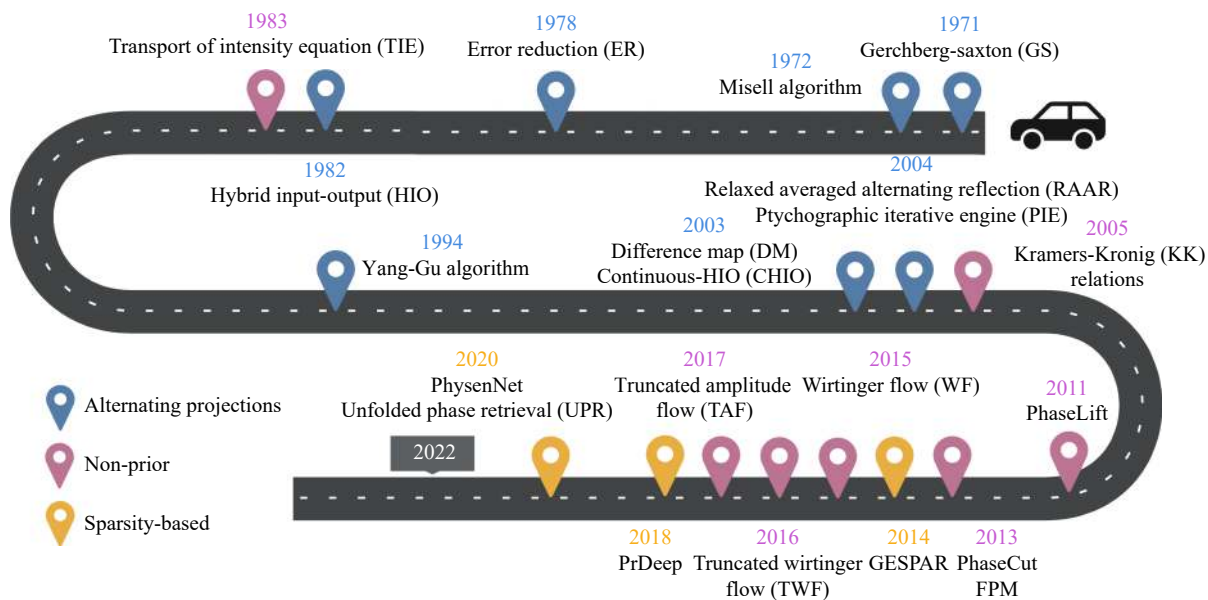 1983
Transport of intensity equation (TIE)
1978
Error reduction (ER)
1972
Misell algorithm
1971
Gerchberg-saxton (GS)
1982
Hybrid input-output (HIO)
2004
Relaxed averaged alternating reflection (RAAR)
Ptychographic iterative engine (PIE)
1994
Yang-Gu algorithm
2003
Difference map (DM)
Continuous-HIO (CHIO)
2005
Kramers-Kronig (KK)
relations
2020
PhysenNet
Unfolded phase retrieval (UPR)
2017
Truncated amplitude
flow (TAF)
2015
Wirtinger flow (WF)
2011
PhaseLift
Alternating projections
Non-prior
Sparsity-based
2022
2018
PrDeep
2016
Truncated wirtinger
flow (TWF)
2014
GESPAR
2013
PhaseCut
FPM